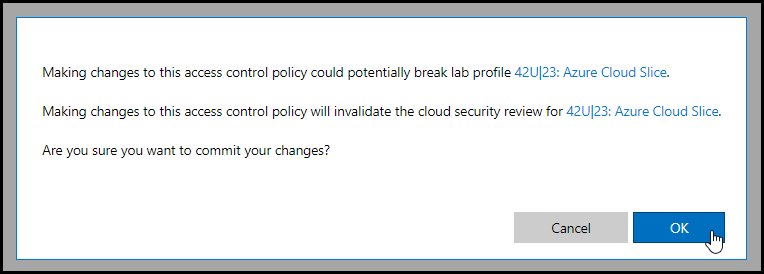 Making changes to this access control policy could potentially break lab profile 42U|23: Azure Cloud Slice.
Making changes to this access control policy will invalidate the cloud security review for 42U|23: Azure Cloud Slice.
Are you sure you want to commit your changes?
Cancel OK